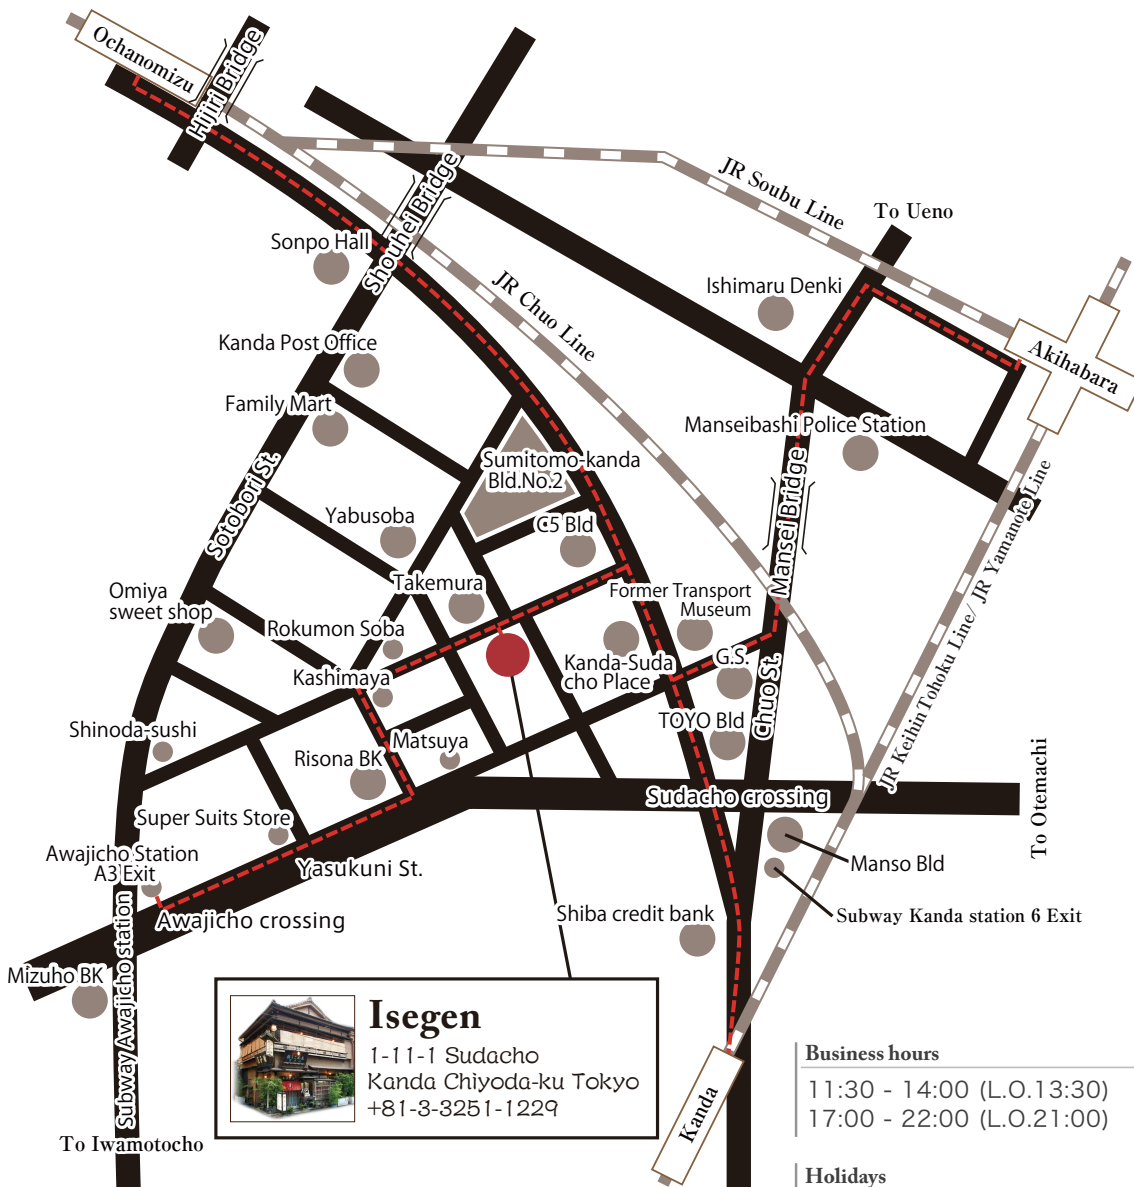 Ochanomizu
Hijiri Bridge
Shouhei Bridge
JR Soubu Line
To Ueno
Sonpo Hall
JR Chuo Line
Ishimaru Denki
Akihabara
Kanda Post Office
Family Mart
Manseibashi Police Station
Sumitomo-kanda
Bld.No.2
Sotobori St.
Yabusoba
C5 Bld
Mansei Bridge
JR Keihin Tohoku Line/ JR Yamanote Line
Takemura
Former Transport
Museum
Omiya
sweet shop
Rokumon Soba
Kashimaya
Kanda-Suda
cho Place
G.S.
Chuo St.
Shinoda-sushi
Matsuya
TOYO Bld
Risona BK
Sudacho crossing
To Otemachi
Super Suits Store
Awajicho Station
A3 Exit
Yasukuni St.
Manso Bld
Awajicho crossing
Shiba credit bank
Subway Kanda station 6 Exit
Mizuho BK
Subway Awajicho station
Isegen
1-11-1 Sudacho
Kanda Chiyoda-ku Tokyo
+81-3-3251-1229
To Iwamotocho
Kanda
Business hours
11:30 - 14:00 (L.O.13:30)
17:00 - 22:00 (L.O.21:00)
Holidays